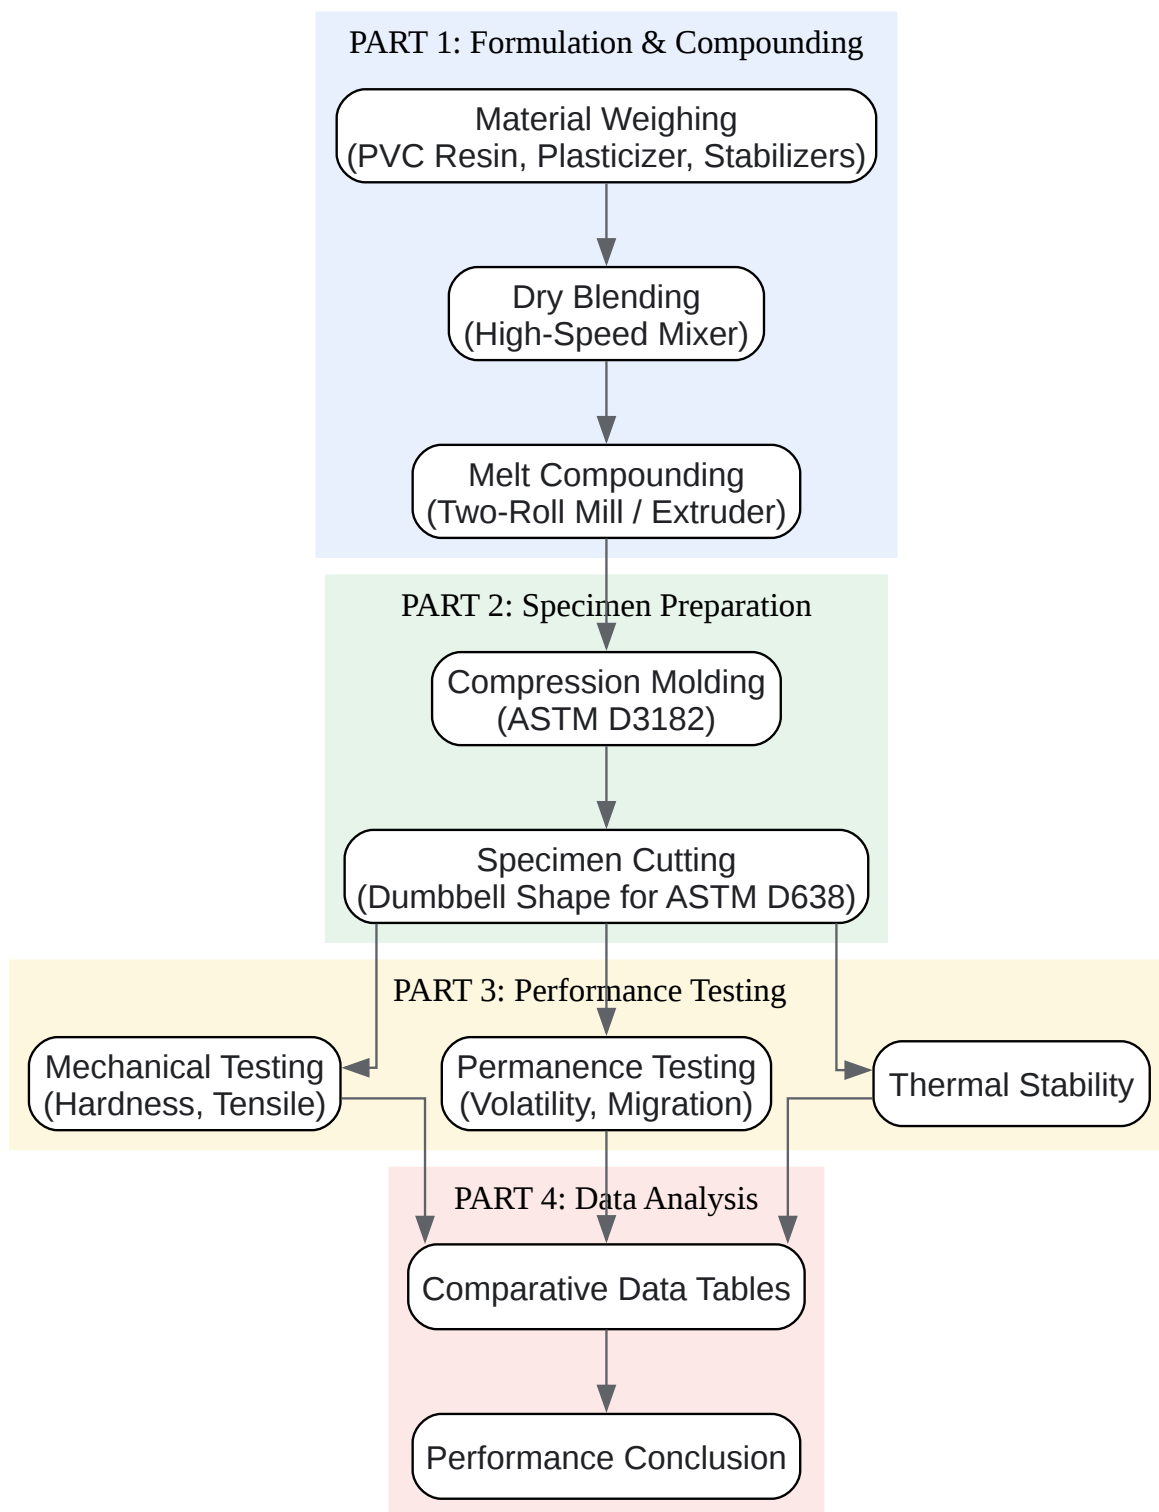 PART 1: Formulation & Compounding
Material Weighing
(PVC Resin, Plasticizer, Stabilizers)
Dry Blending
(High-Speed Mixer)
Melt Compounding
(Two-Roll Mill / Extruder)
PART 2: Specimen Preparation
Compression Molding
(ASTM D3182)
Specimen Cutting
(Dumbbell Shape for ASTM D638)
PART 3: Performance Testing
Mechanical Testing
(Hardness, Tensile)
Permanence Testing
(Volatility, Migration)
Thermal Stability
PART 4: Data Analysis
Comparative Data Tables
Performance Conclusion